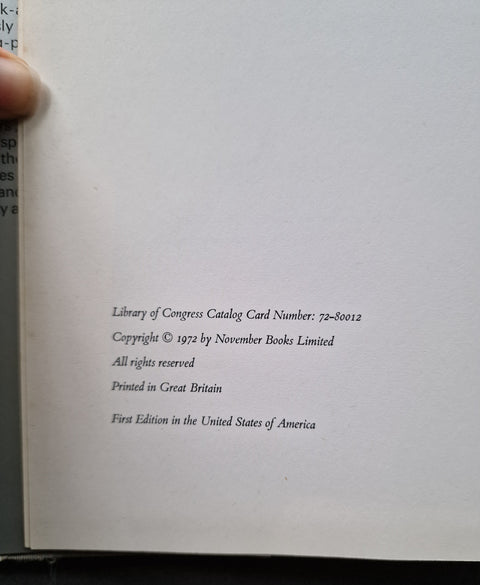 Library of Congress Catalog Card Number: 72-80012
Copyright © 1972 by November Books Limited
All rights reserved
Printed in Great Britain
First Edition in the United States of America